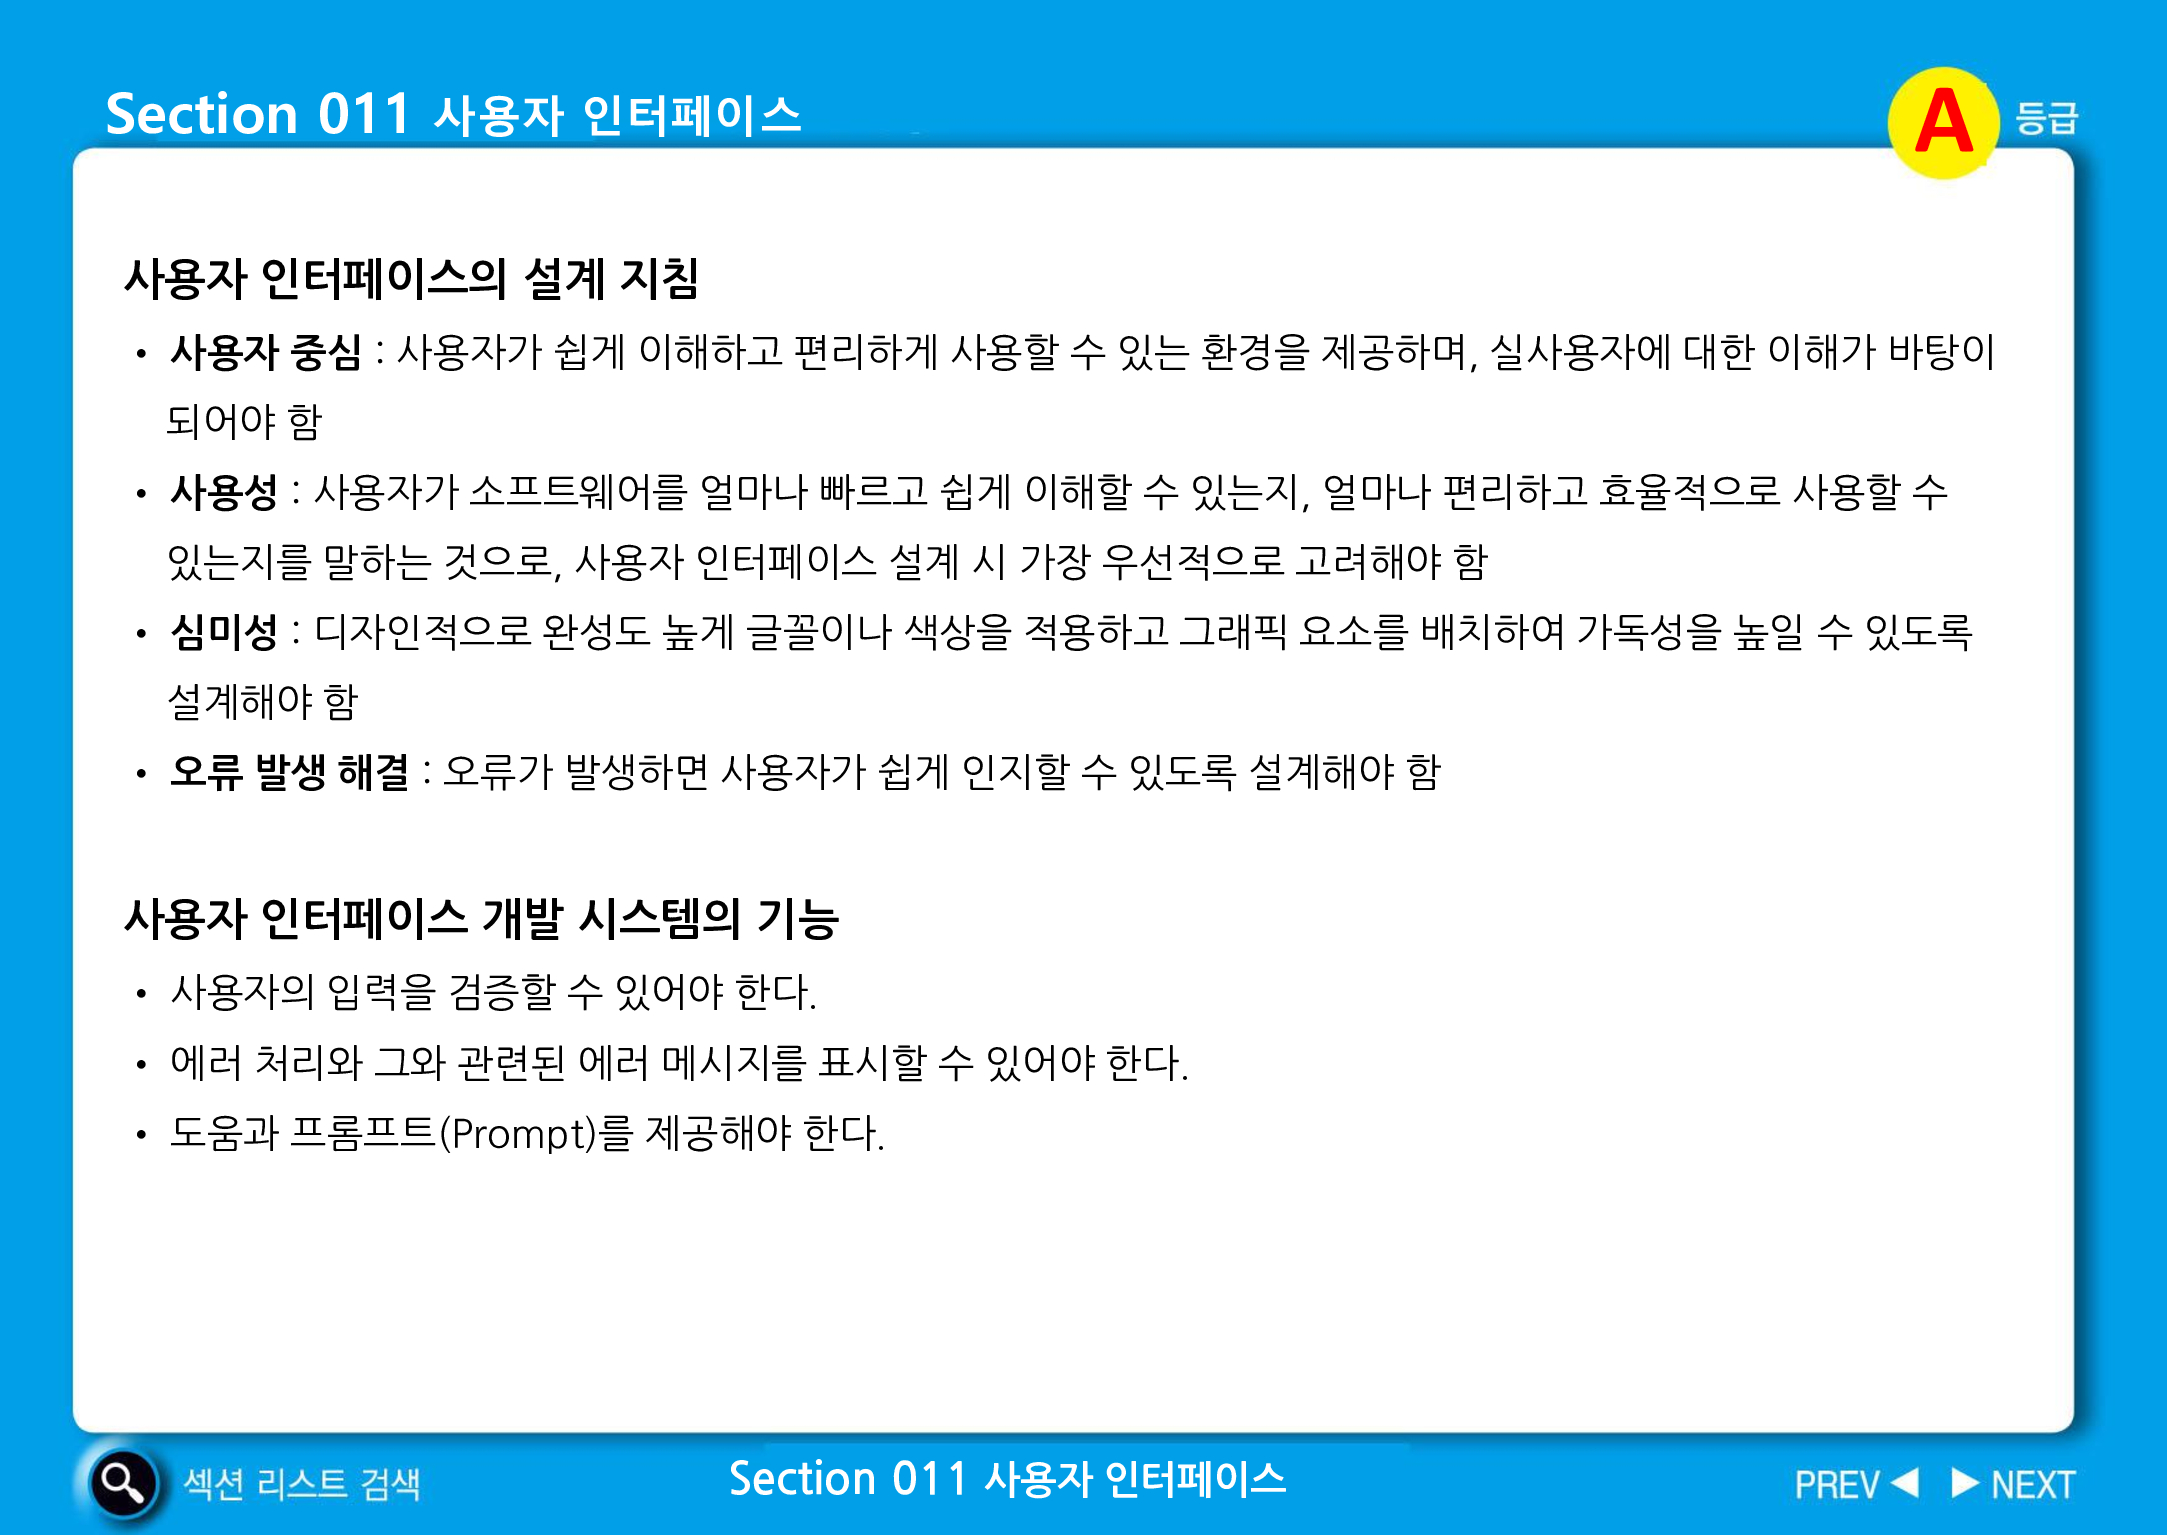 Section 011 사용자 인터페이스
A 등급
사용자 인터페이스의 설계 지침
• 사용자 중심 : 사용자가 쉽게 이해하고 편리하게 사용할 수 있는 환경을 제공하며, 실사용자에 대한 이해가 바탕이
되어야 함
• 사용성 : 사용자가 소프트웨어를 얼마나 빠르고 쉽게 이해할 수 있는지, 얼마나 편리하고 효율적으로 사용할 수
있는지를 말하는 것으로, 사용자 인터페이스 설계 시 가장 우선적으로 고려해야 함
• 심미성 : 디자인적으로 완성도 높게 글꼴이나 색상을 적용하고 그래픽 요소를 배치하여 가독성을 높일 수 있도록
설계해야 함
• 오류 발생 해결 : 오류가 발생하면 사용자가 쉽게 인지할 수 있도록 설계해야 함
사용자 인터페이스 개발 시스템의 기능
• 사용자의 입력을 검증할 수 있어야 한다.
• 에러 처리와 그와 관련된 에러 메시지를 표시할 수 있어야 한다.
• 도움과 프롬프트(Prompt)를 제공해야 한다.
섹션 리스트 검색
Section 011 사용자 인터페이스
PREV ◀ ▶ NEXT